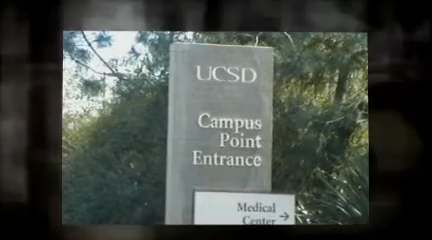 UCSD
Campus
Point
Entrance
Medical
Center →